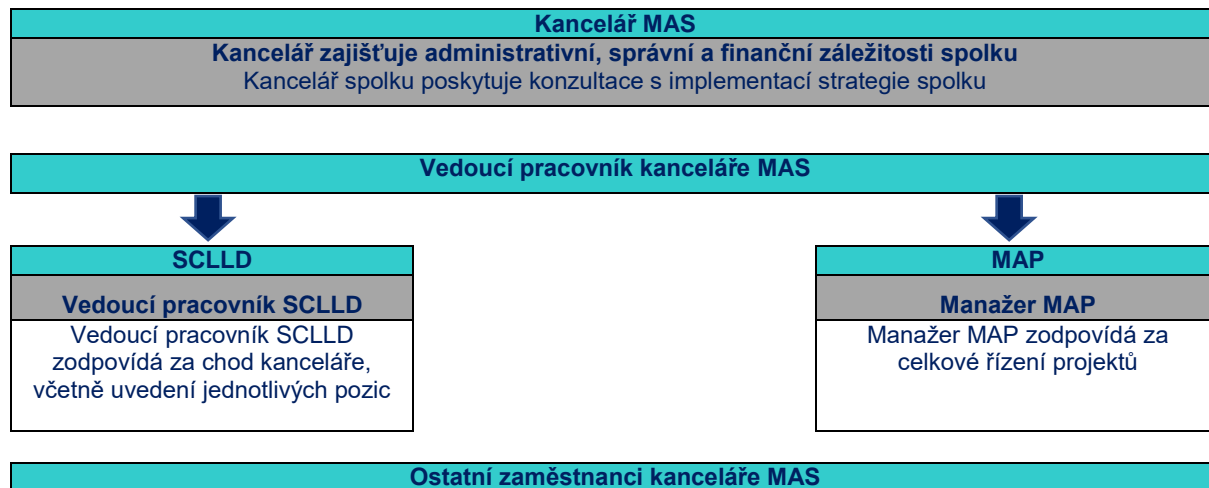 Kancelář MAS
Kancelář zajišťuje administrativní, správní a finanční záležitosti spolku
Kancelář spolku poskytuje konzultace s implementací strategie spolku
Vedoucí pracovník kanceláře MAS
SCLLD
Vedoucí pracovník SCLLD
Vedoucí pracovník SCLLD
zodpovídá za chod kanceláře,
včetně uvedení jednotlivých pozic
MAP
Manažer MAP
Manažer MAP zodpovídá za
celkové řízení projektů
Ostatní zaměstnanci kanceláře MAS